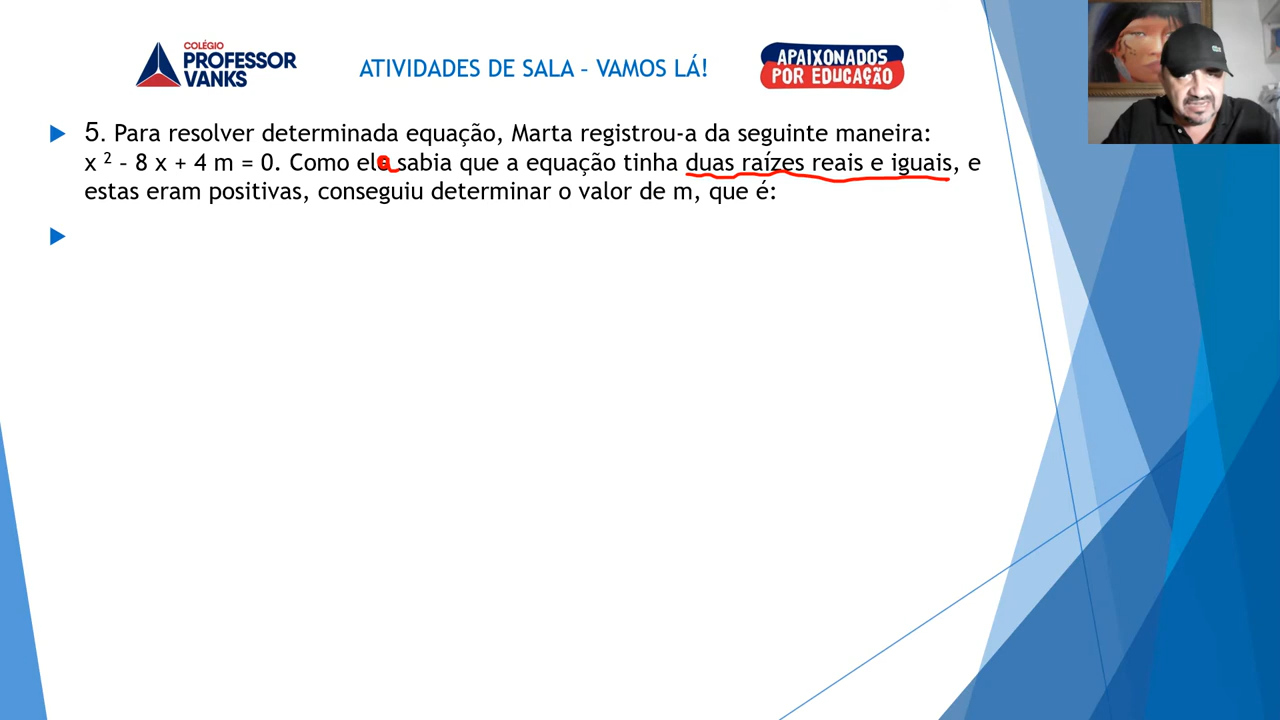 COLÉGIO
PROFESSOR
VANKS
ATIVIDADES DE SALA – VAMOS LÁ!
APAIXONADOS
POR EDUCAÇÃO
5. Para resolver determinada equação, Marta registrou-a da seguinte maneira:
x ² – 8 x + 4 m = 0. Como ela sabia que a equação tinha duas raízes reais e iguais, e
estas eram positivas, conseguiu determinar o valor de m, que é: